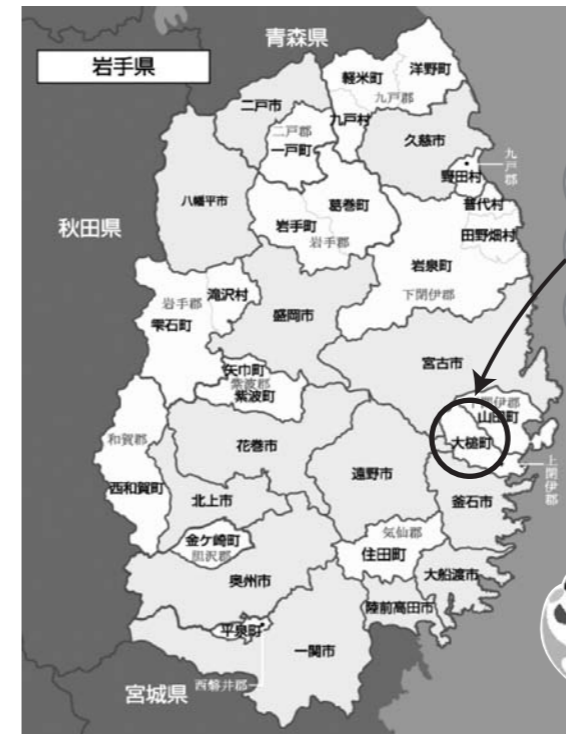 青森県
岩手県
洋野町
軽米町
九戸郡
二戸市
九戸村
二戸郡
一戸町
久慈市
九戸郡
野田村
八幡平市
普代村
葛巻町
秋田県
岩手町
田野畑村
岩手郡
岩泉町
下閉伊郡
滝沢村
岩手郡
雫石町
盛岡市
宮古市
矢巾町
紫波郡
紫波町
下閉伊郡
山田町
和賀郡
花巻市
大槌町
上閉伊郡
遠野市
西和賀町
北上市
釜石市
気仙郡
金ケ崎町
胆沢郡
住田町
大船渡市
奥州市
陸前高田市
平泉町
一関市
西磐井郡
宮城県